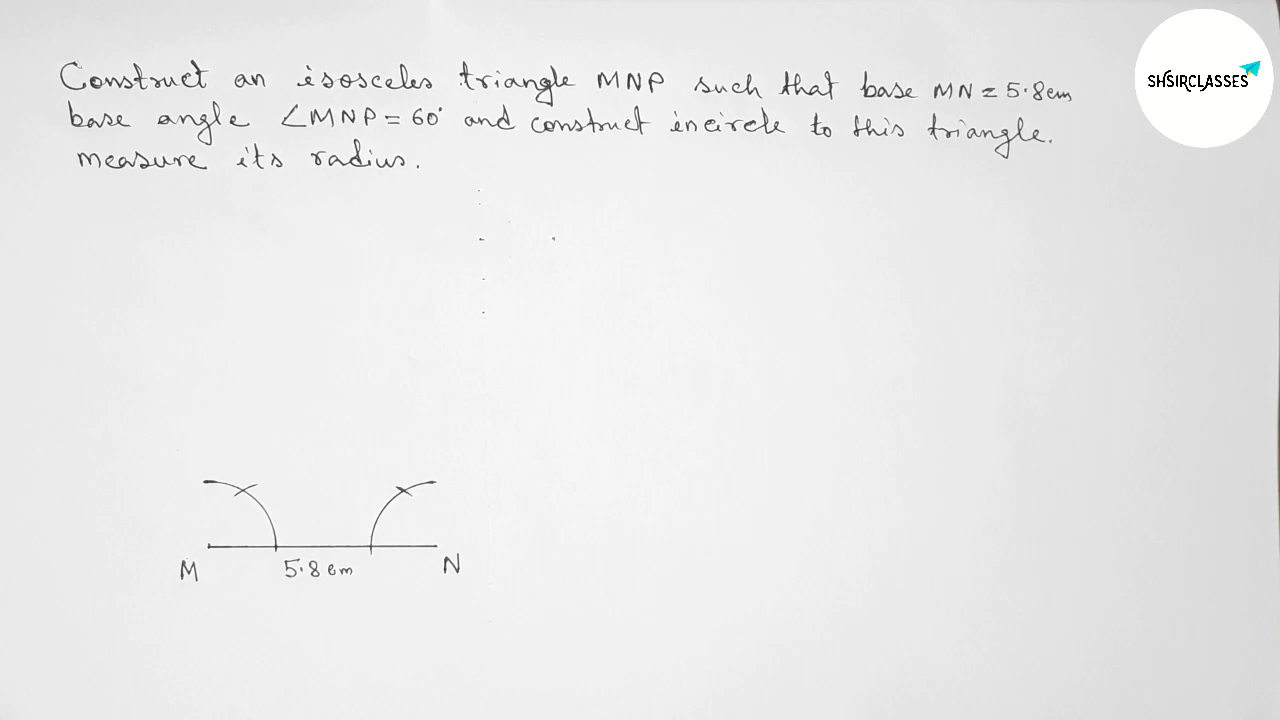 Construct an isosceles triangle MNP such that base MN = 5.8cm
base angle ∠MNP = 60° and construct incircle to this triangle.
measure its radius.
SHSIRCLASSES
M 5.8 cm N